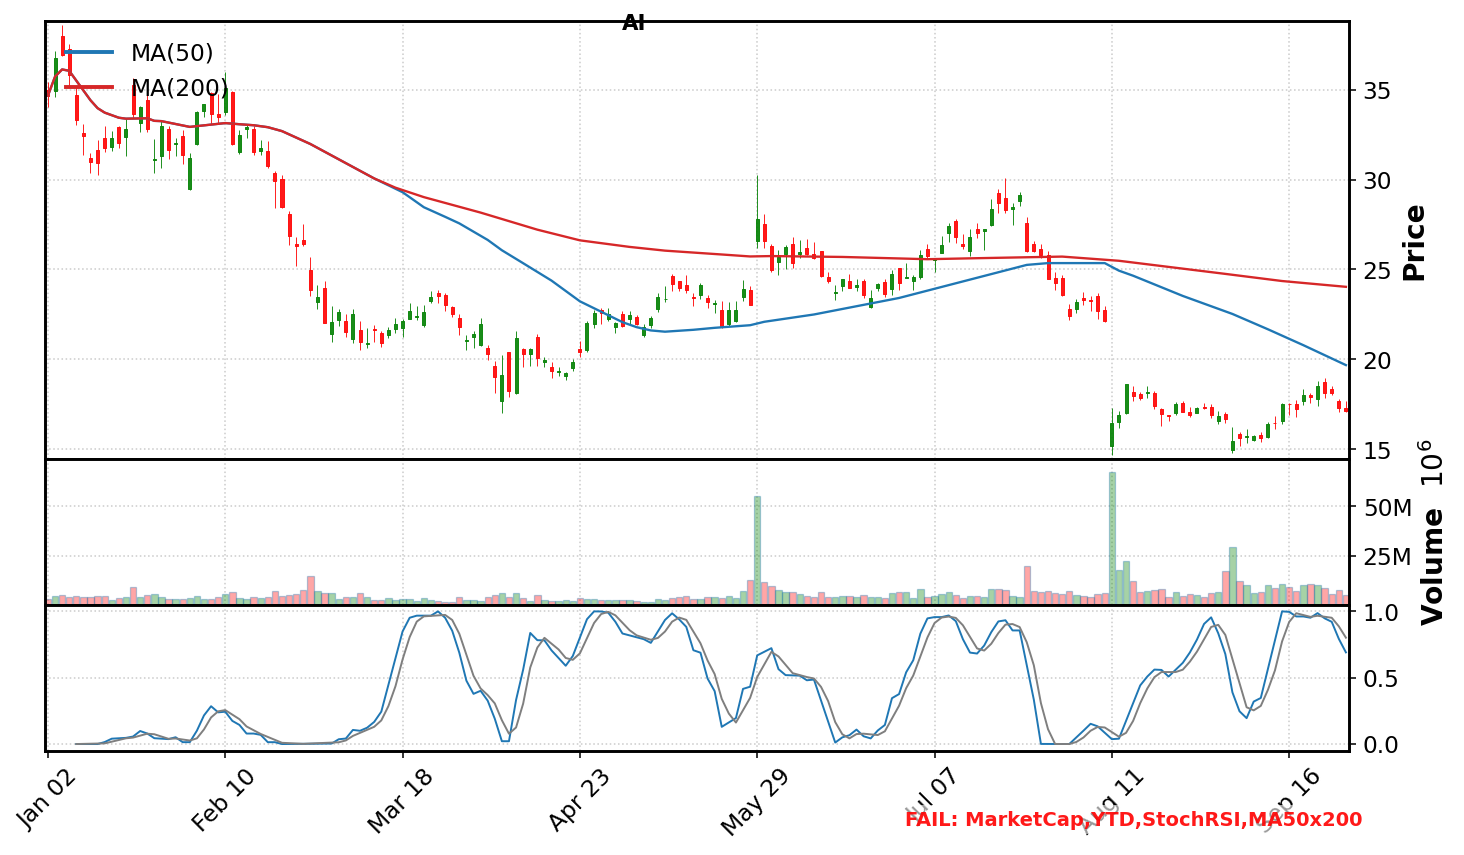 AI
MA(50)
MA(200)
35
30
25
20
15
Price
10⁶
50M
25M
Volume
1.0
0.5
0.0
Jan 02
Feb 10
Mar 18
Apr 23
May 29
Jul 07
Aug 11
Sep 16
FAIL: MarketCap,YTD,StochRSI,MA50x200